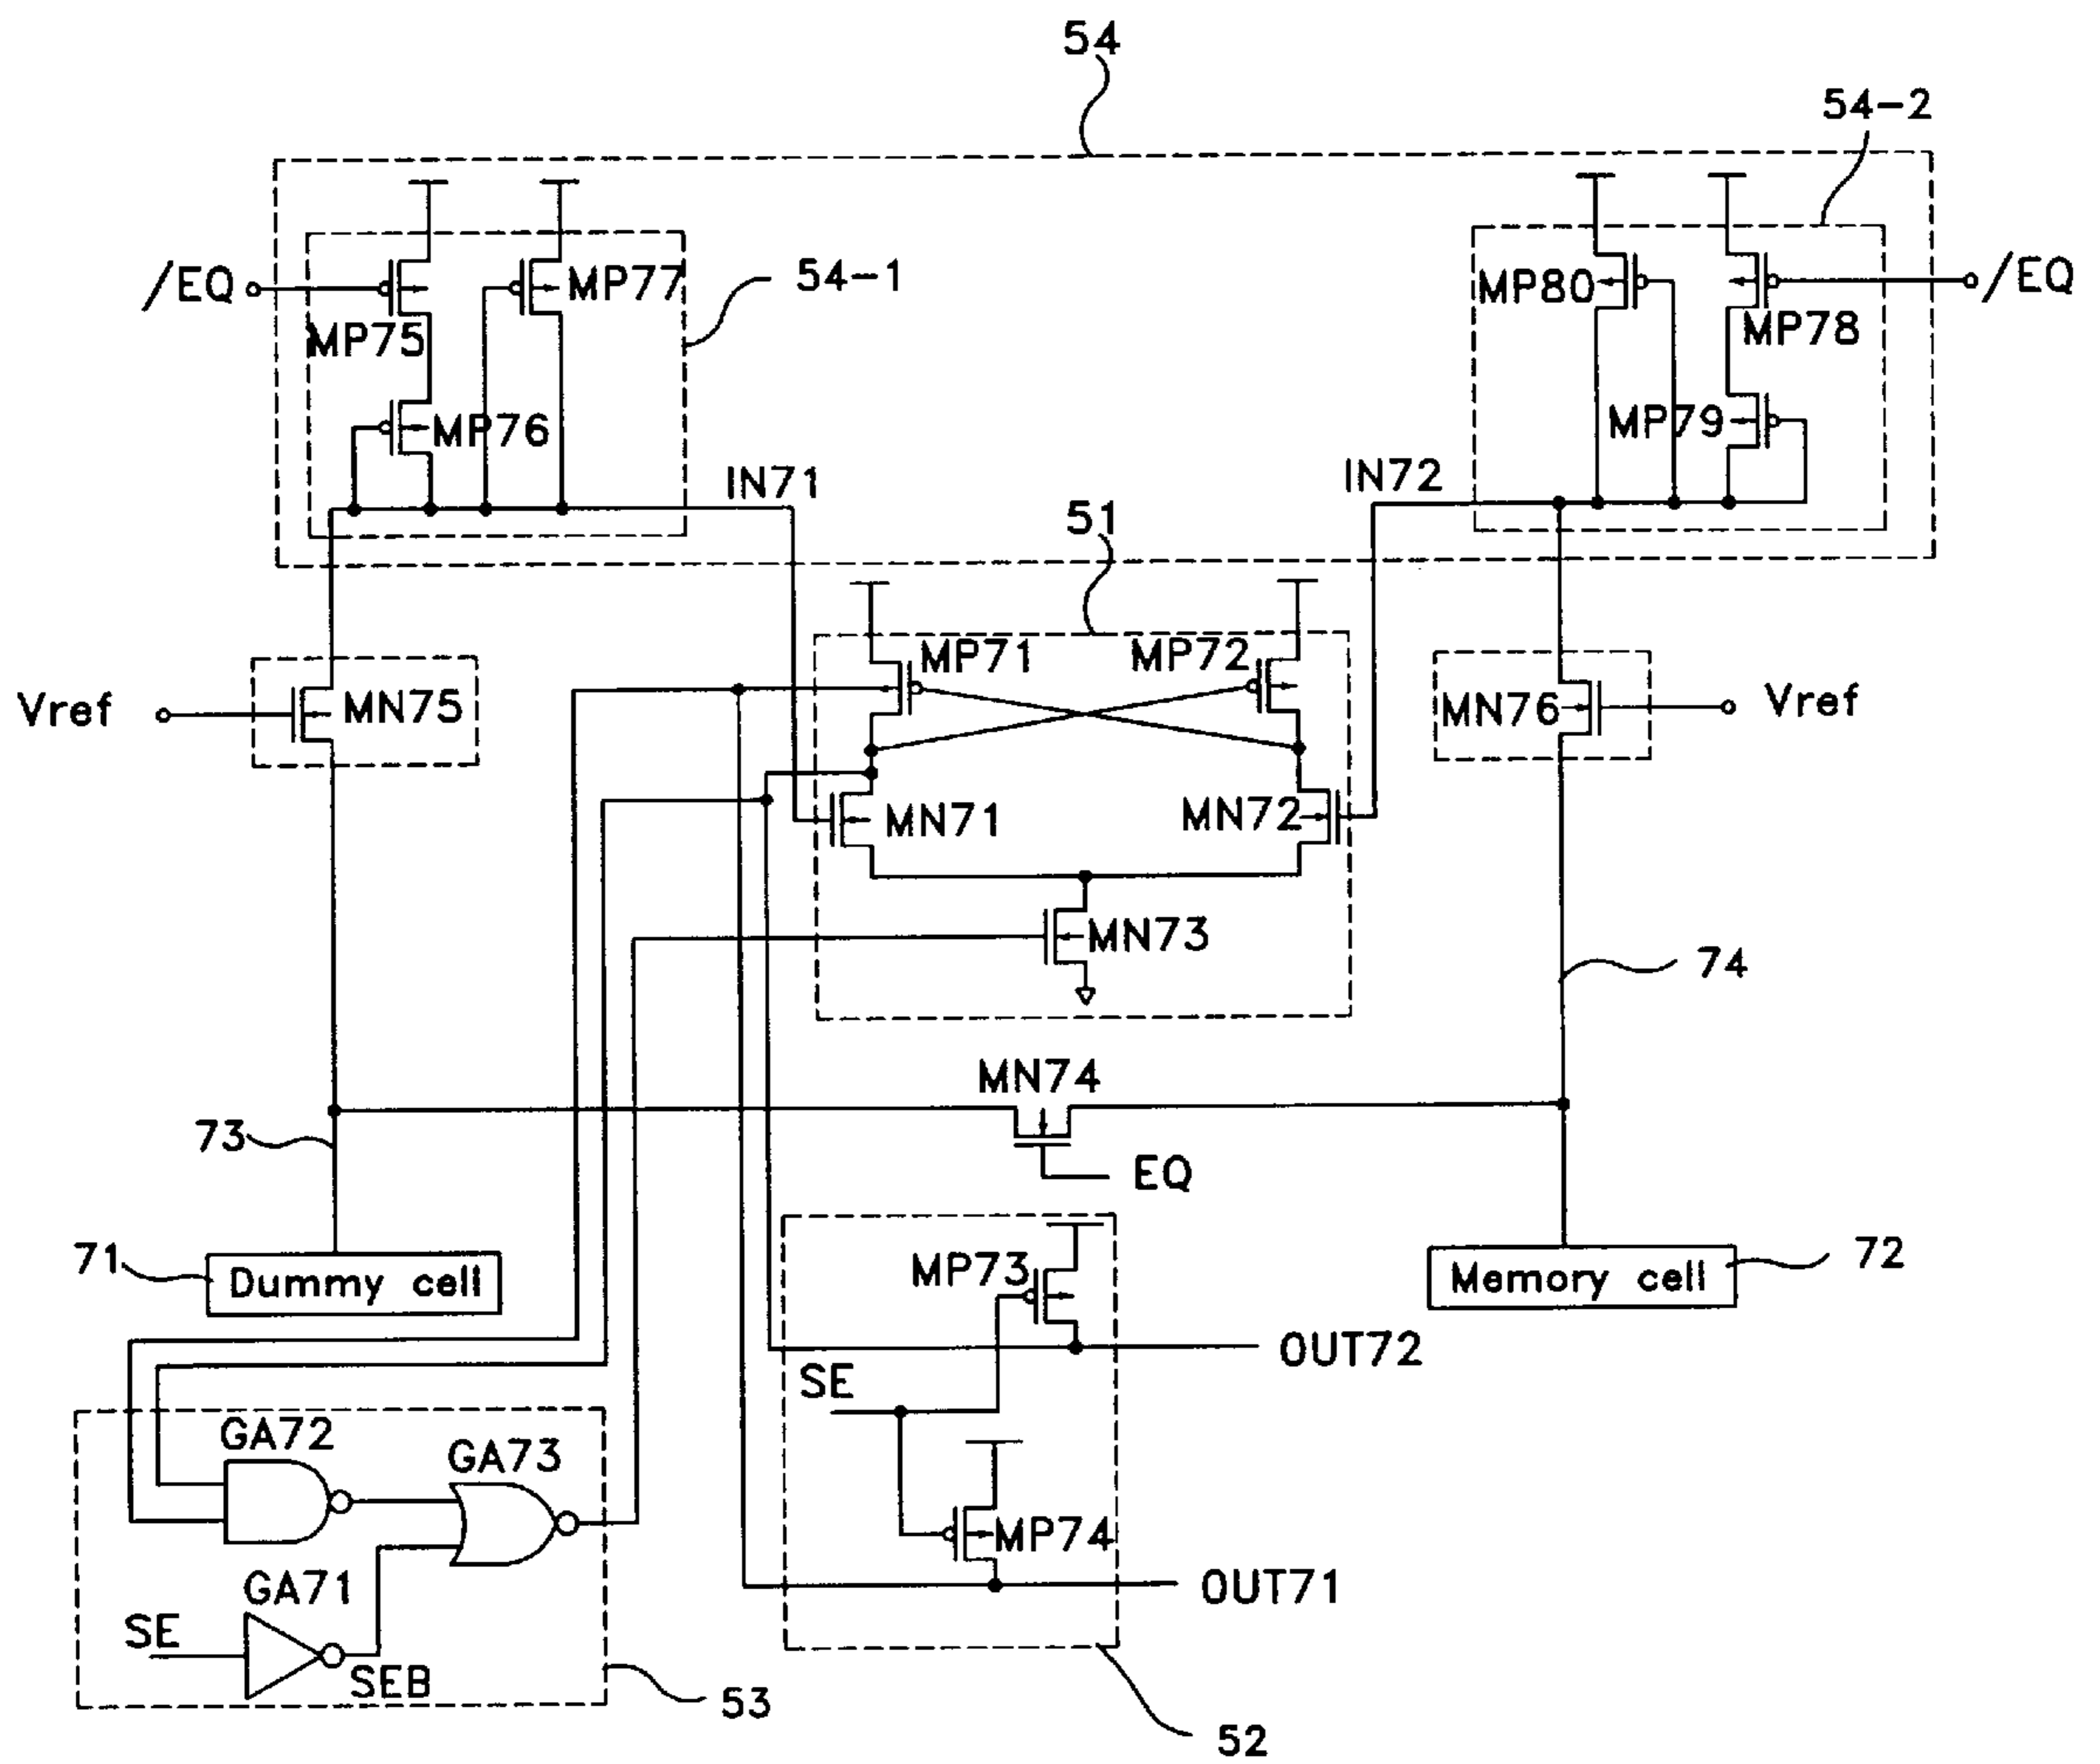 54
54-2
/EQ
MP75
MP77
54-1
MP76
MP80
MP78
/EQ
MP79
IN71
IN72
51
MP71
MP72
Vref
MN75
MN76
Vref
MN71
MN72
MN73
74
MN74
EQ
73
71
Dummy cell
Memory cell
72
MP73
OUT72
SE
GA72
GA73
MP74
OUT71
GA71
SE
SEB
53
52